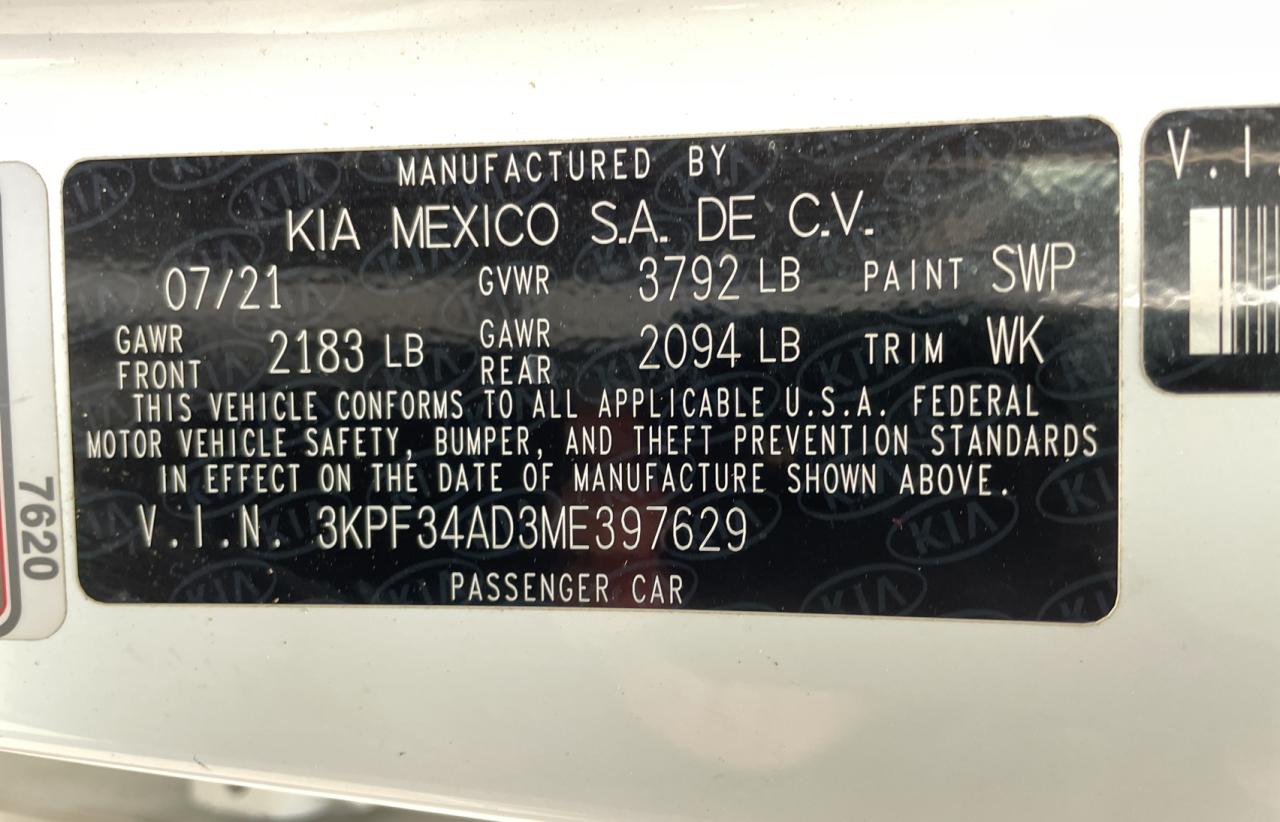 MANUFACTURED BY
KIA MEXICO S.A. DE C.V.
07/21 GVWR 3792 LB PAINT SWP
GAWR FRONT 2183 LB GAWR REAR 2094 LB TRIM WK
THIS VEHICLE CONFORMS TO ALL APPLICABLE U.S.A. FEDERAL
MOTOR VEHICLE SAFETY, BUMPER, AND THEFT PREVENTION STANDARDS
IN EFFECT ON THE DATE OF MANUFACTURE SHOWN ABOVE.
V.I.N. 3KPF34AD3ME397629
PASSENGER CAR
7620
V.I.